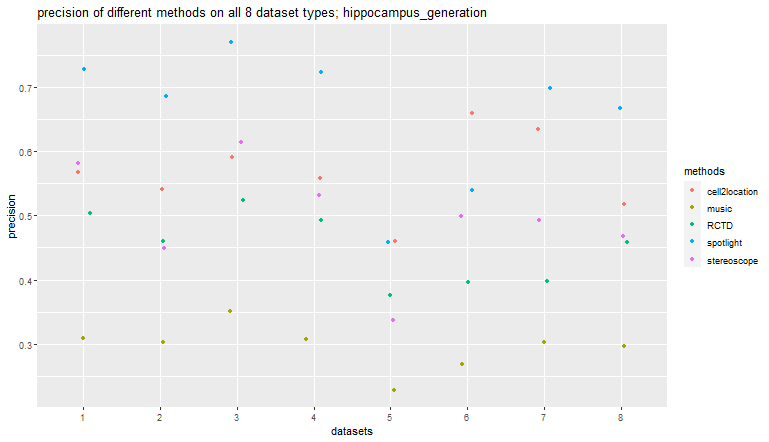 precision of different methods on all 8 dataset types; hippocampus_generation
0.7
0.6
0.5
0.4
0.3
precision
1 2 3 4 5 6 7 8
datasets
methods
cell2location
music
RCTD
spotlight
stereoscope